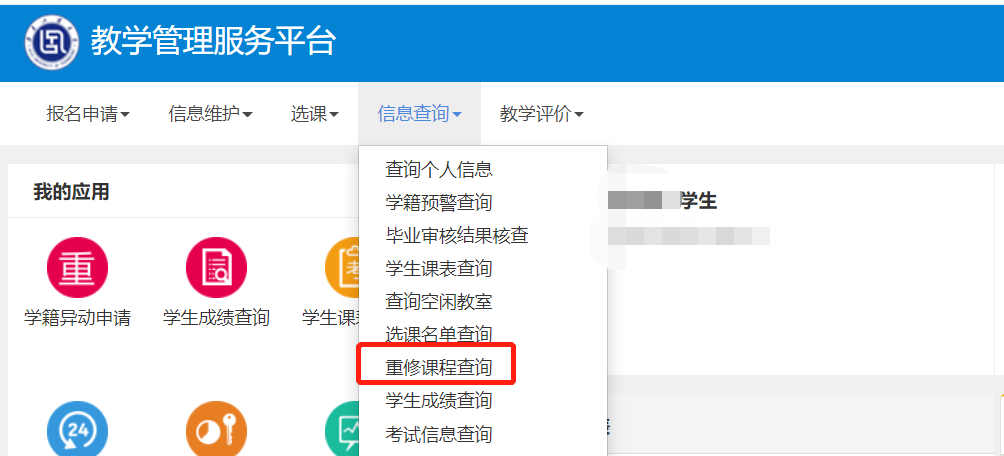 教学管理服务平台
报名申请 信息维护 选课 信息查询 教学评价
我的应用
查询个人信息
学籍预警查询
毕业审核结果核查
学生课表查询
查询空闲教室
选课名单查询
重修课程查询
学生成绩查询
考试信息查询
学生
重
考
学籍异动申请 学生成绩查询 学生课
24